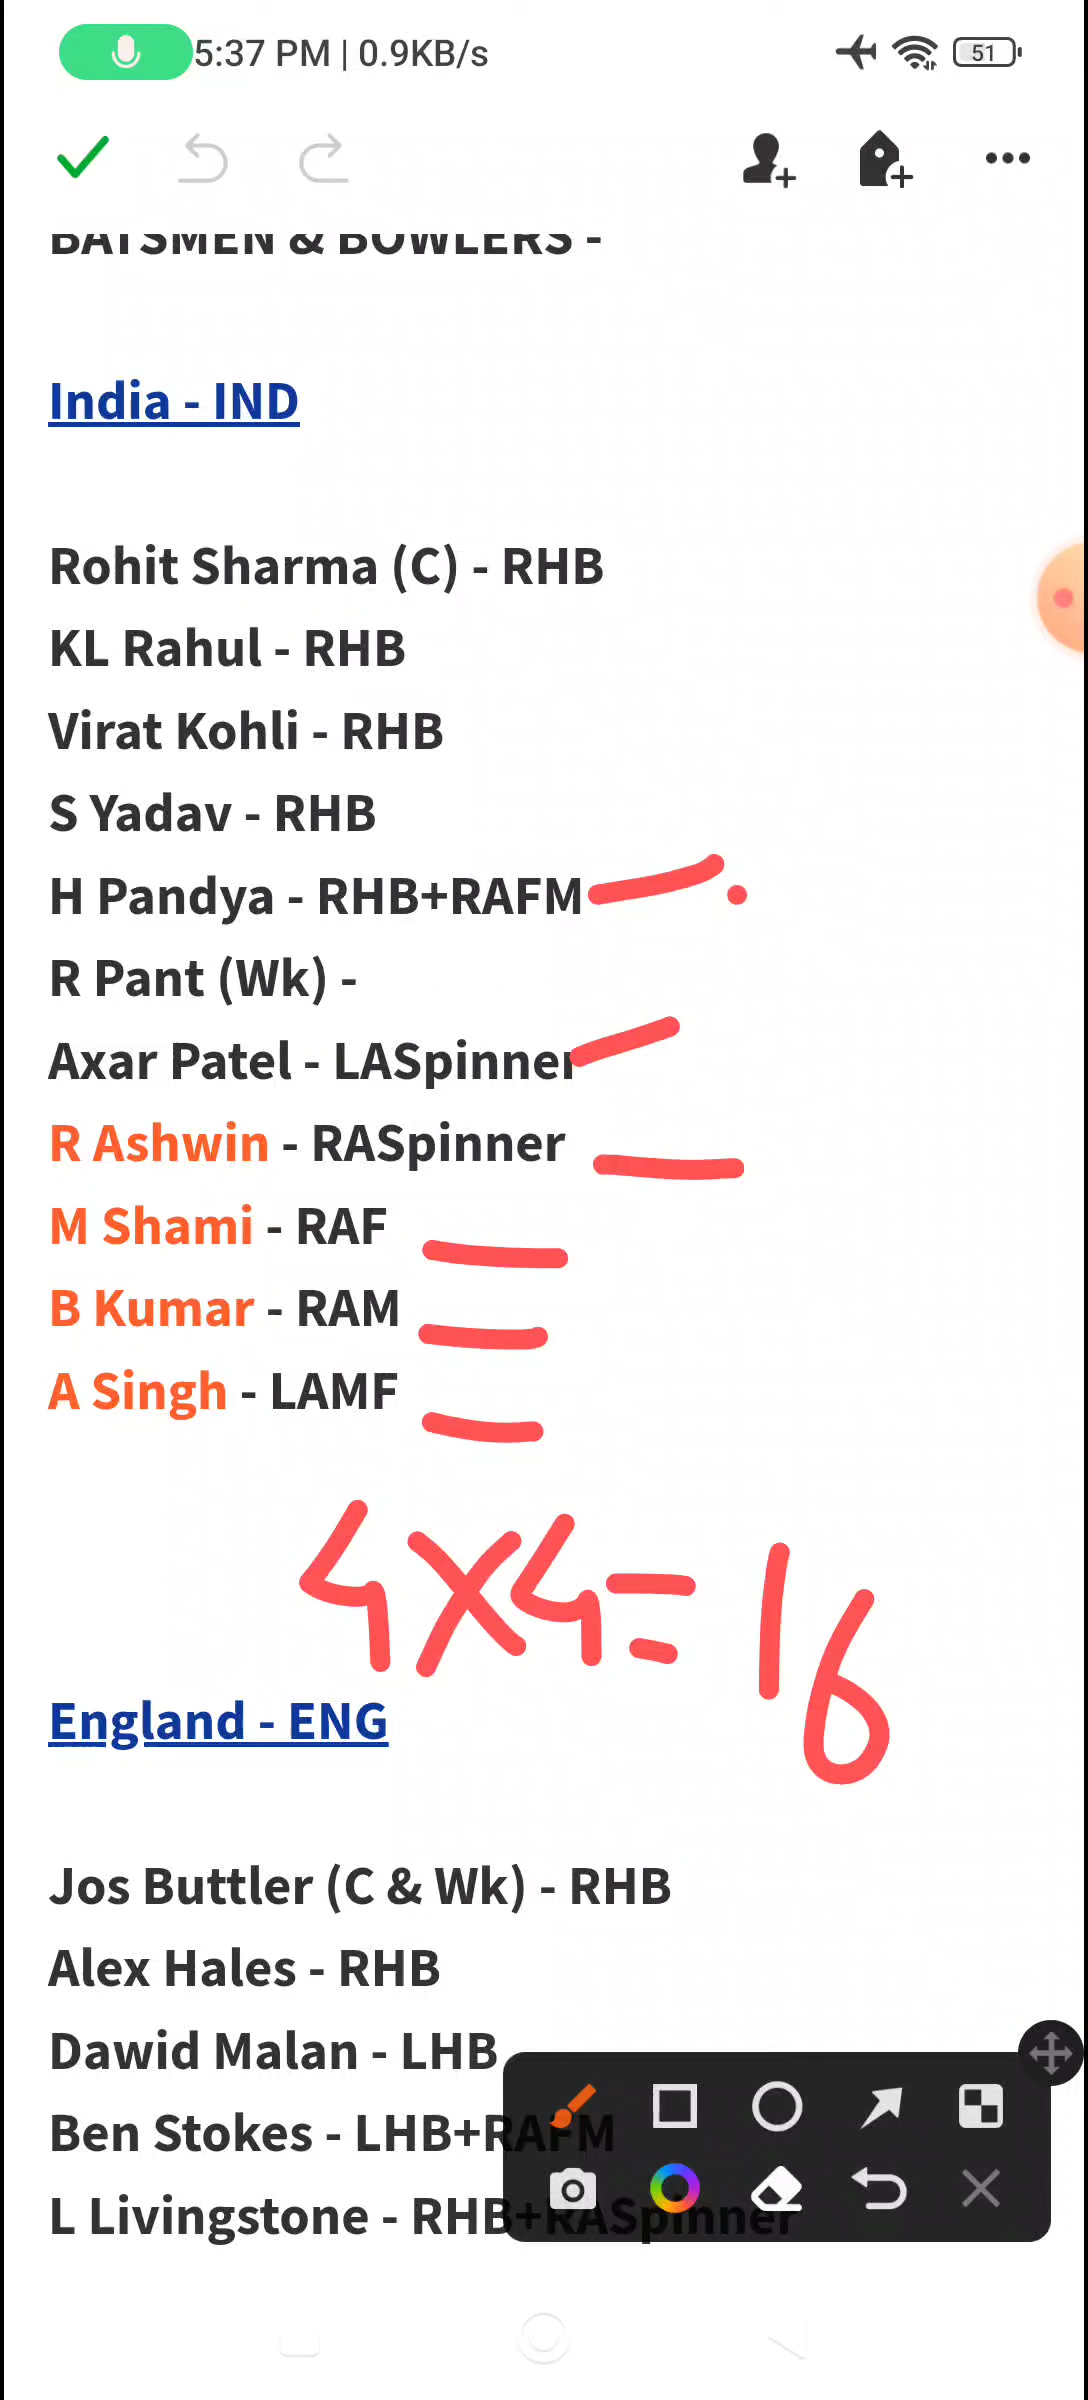 5:37 PM | 0.9KB/s
51
BATSMEN & BOWLERS -
India - IND
Rohit Sharma (C) - RHB
KL Rahul - RHB
Virat Kohli - RHB
S Yadav - RHB
H Pandya - RHB+RAFM
R Pant (Wk) -
Axar Patel - LASpinner
R Ashwin - RASpinner
M Shami - RAF
B Kumar - RAM
A Singh - LAMF
4x4=16
England - ENG
Jos Buttler (C & Wk) - RHB
Alex Hales - RHB
Dawid Malan - LHB
Ben Stokes - LHB+RAFM
L Livingstone - RHB+RASpinner